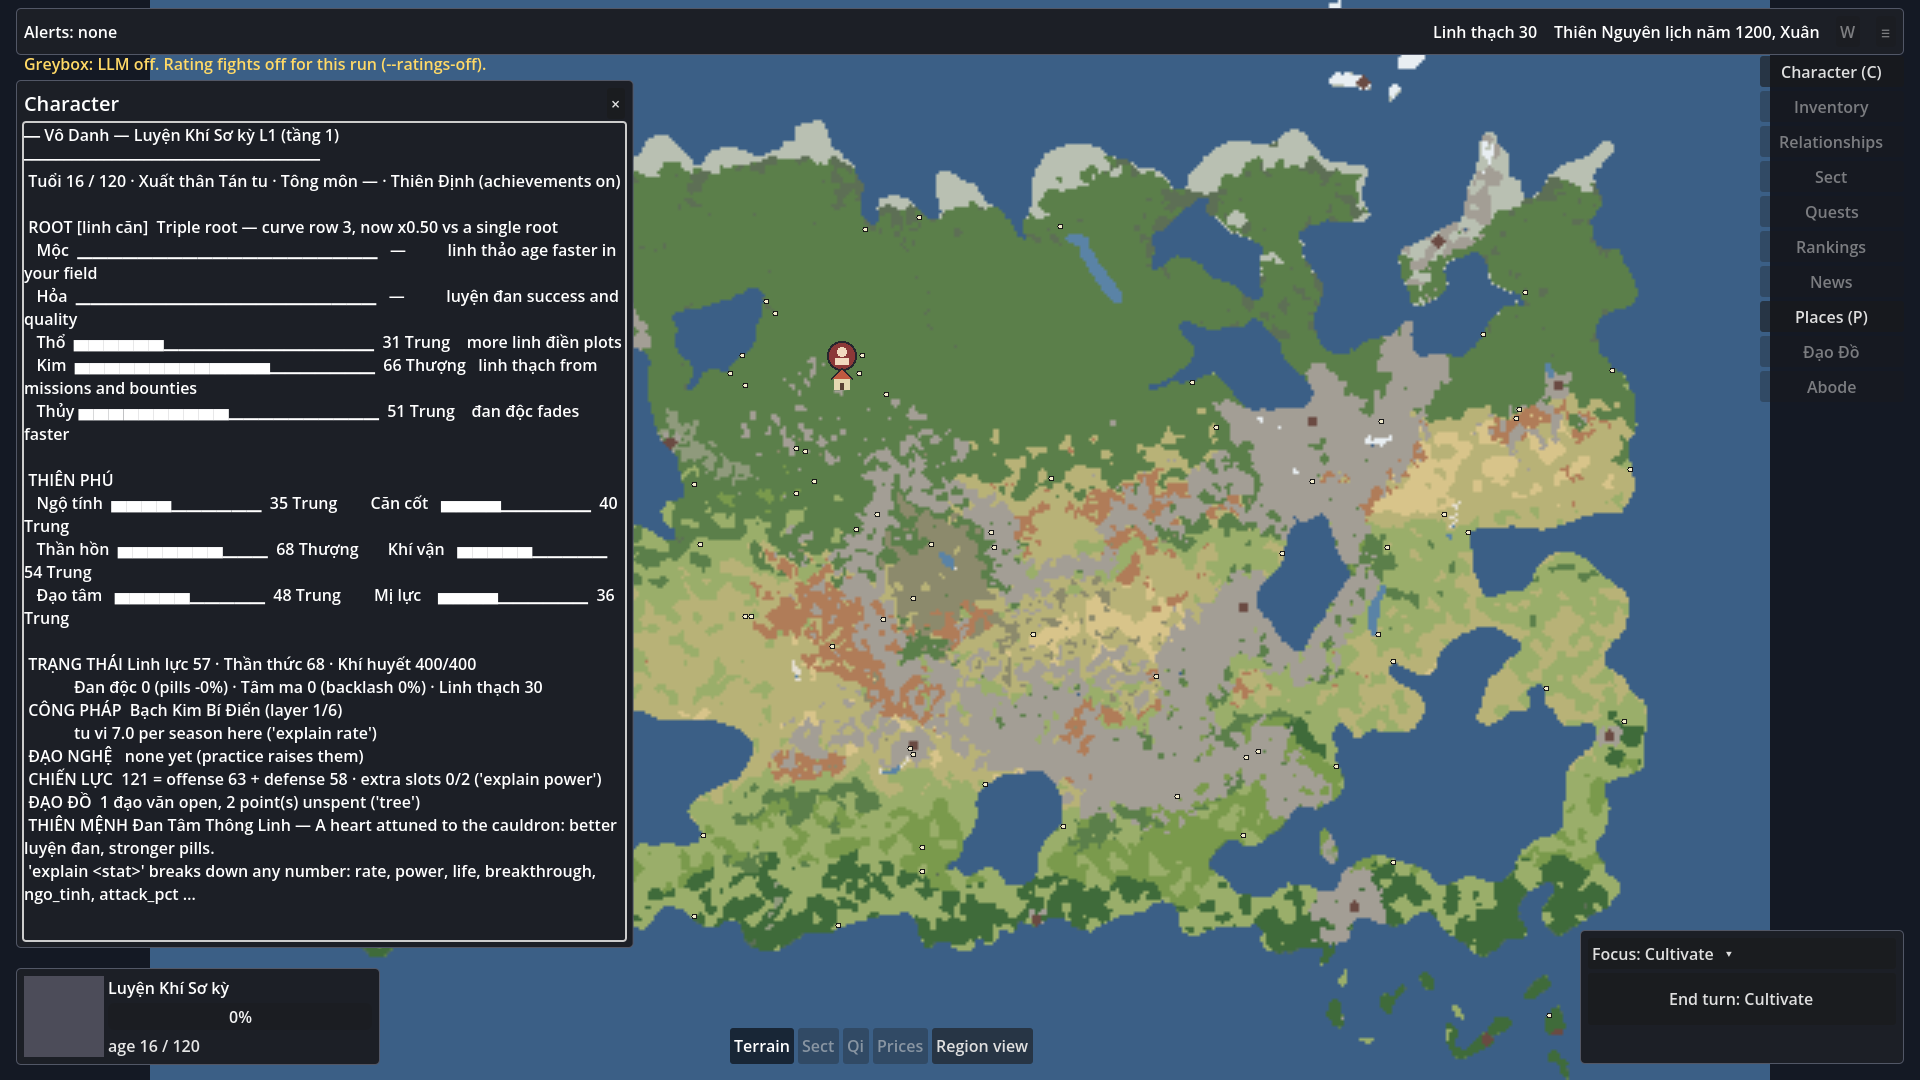 Alerts: none
Linh thạch 30 Thiên Nguyên lịch năm 1200, Xuân W ≡
Greybox: LLM off. Rating fights off for this run (--ratings-off).
Character ×
— Vô Danh — Luyện Khí Sơ kỳ L1 (tầng 1)
Tuổi 16 / 120 · Xuất thân Tán tu · Tông môn — · Thiên Định (achievements on)
ROOT [linh căn] Triple root — curve row 3, now x0.50 vs a single root
Mộc — linh thảo age faster in
your field
Hỏa — luyện đan success and
quality
Thổ 31 Trung more linh điền plots
Kim 66 Thượng linh thạch from
missions and bounties
Thủy 51 Trung đan độc fades
faster
THIÊN PHÚ
Ngộ tính 35 Trung Căn cốt 40
Trung
Thần hồn 68 Thượng Khí vận
54 Trung
Đạo tâm 48 Trung Mị lực 36
Trung
TRẠNG THÁI Linh lực 57 · Thần thức 68 · Khí huyết 400/400
Đan độc 0 (pills -0%) · Tâm ma 0 (backlash 0%) · Linh thạch 30
CÔNG PHÁP Bạch Kim Bí Điển (layer 1/6)
tu vi 7.0 per season here ('explain rate')
ĐẠO NGHỆ none yet (practice raises them)
CHIẾN LỰC 121 = offense 63 + defense 58 · extra slots 0/2 ('explain power')
ĐẠO ĐỒ 1 đạo văn open, 2 point(s) unspent ('tree')
THIÊN MỆNH Đan Tâm Thông Linh — A heart attuned to the cauldron: better
luyện đan, stronger pills.
'explain <stat>' breaks down any number: rate, power, life, breakthrough,
ngo_tinh, attack_pct ...
Character (C)
Inventory
Relationships
Sect
Quests
Rankings
News
Places (P)
Đạo Đồ
Abode
Luyện Khí Sơ kỳ
0%
age 16 / 120
Terrain Sect Qi Prices Region view
Focus: Cultivate ▾
End turn: Cultivate